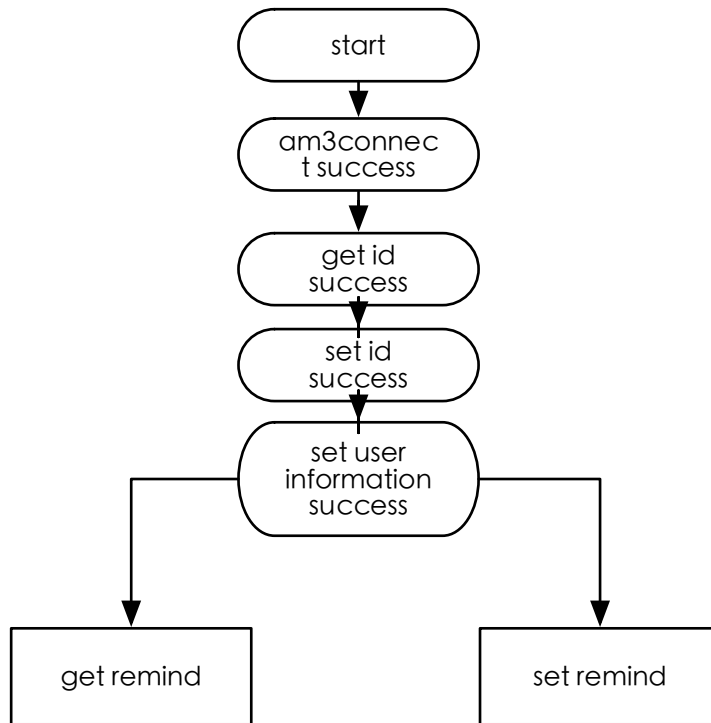 start
am3connec
t success
get id
success
set id
success
set user
information
success
get remind
set remind